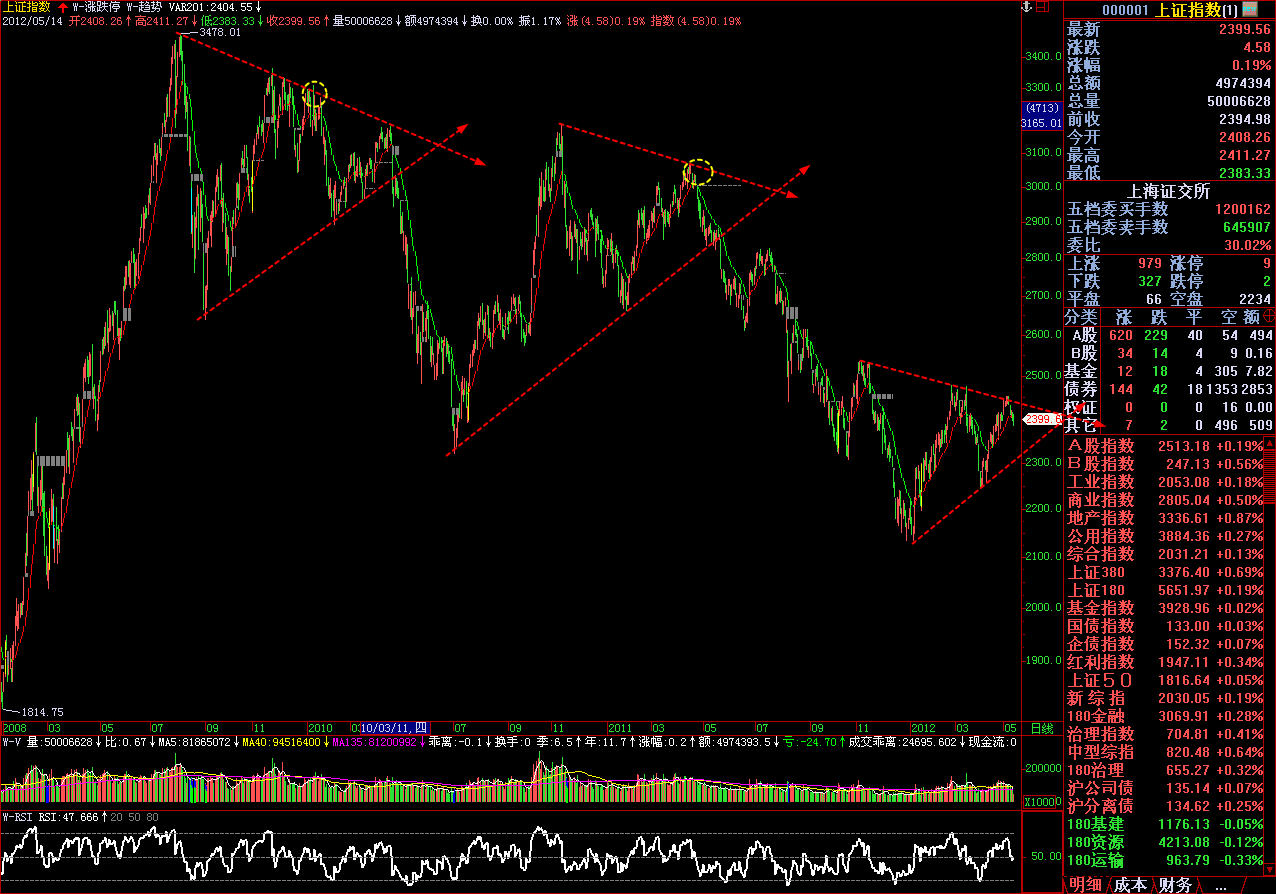 上证指数 W-涨跌停 W-趋势 VAR201:2404.55↓
2012/05/14 开2408.26↑高2411.27↓低2383.33↓收2399.56↑量50006628↓额4974394↓换0.00% 振1.17% 涨(4.58)0.19% 指数(4.58)0.19%
3478.01
1814.75
3400.0
3300.0
(4713)
3165.01
3100.0
3000.0
2900.0
2800.0
2700.0
2600.0
2500.0
2399.6
2300.0
2200.0
2100.0
2000.0
1900.0
2008 03 05 07 09 11 2010 10/03/11,四 07 09 11 2011 03 05 07 09 11 2012 03 05 日线
W-V 量:50006628↓比:0.67↓MA5:81865072↓MA40:94516400↓MA135:81200992↓乖离:-0.1↓换手:0 季:6.5↑年:11.7↑涨幅:0.2↑额:4974393.5↓亏:-24.70↑成交乖离:24695.602↓现金流:0
200000
X10000
W-RSI RSI:47.666↑20 50 80
50.00
000001 上证指数(1)
最新 2399.56
涨跌 4.58
涨幅 0.19%
总额 4974394
总量 50006628
前收 2394.98
今开 2408.26
最高 2411.27
最低 2383.33
上海证交所
五档委买手数 1200162
五档委卖手数 645907
委比 30.02%
上涨 979 涨停 9
下跌 327 跌停 2
平盘 66 空盘 2234
分类 涨 跌 平 空 额
A股 620 229 40 54 494
B股 34 14 4 9 0.16
基金 12 18 4 305 7.82
债券 144 42 18 1353 2853
权证 0 0 0 16 0.00
其它 7 2 0 496 509
A股指数 2513.18 +0.19%
B股指数 247.13 +0.56%
工业指数 2053.08 +0.18%
商业指数 2805.04 +0.50%
地产指数 3336.61 +0.87%
公用指数 3884.36 +0.27%
综合指数 2031.21 +0.13%
上证380 3376.40 +0.69%
上证180 5651.97 +0.19%
基金指数 3928.96 +0.02%
国债指数 133.00 +0.03%
企债指数 152.32 +0.07%
红利指数 1947.11 +0.34%
上证50 1816.64 +0.05%
新综指 2030.05 +0.19%
180金融 3069.91 +0.28%
治理指数 704.81 +0.41%
中型综指 820.48 +0.64%
180治理 655.27 +0.32%
沪公司债 135.14 +0.07%
沪分离债 134.62 +0.25%
180基建 1176.13 -0.05%
180资源 4213.08 -0.12%
180运输 963.79 -0.33%
明细 成本 财务 ...